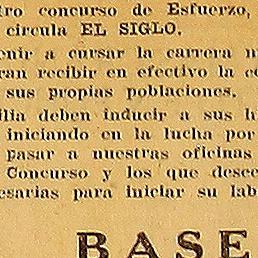 tro concurso de Esfuerzo,
circula EL SIGLO.
enir a cursar la carrera
ran recibir en efectivo la
sus propias poblaciones.
ilia deben inducir a sus
iniciando en la lucha por
pasar a nuestras oficinas
Concurso y los que
esarias para iniciar su
BASE